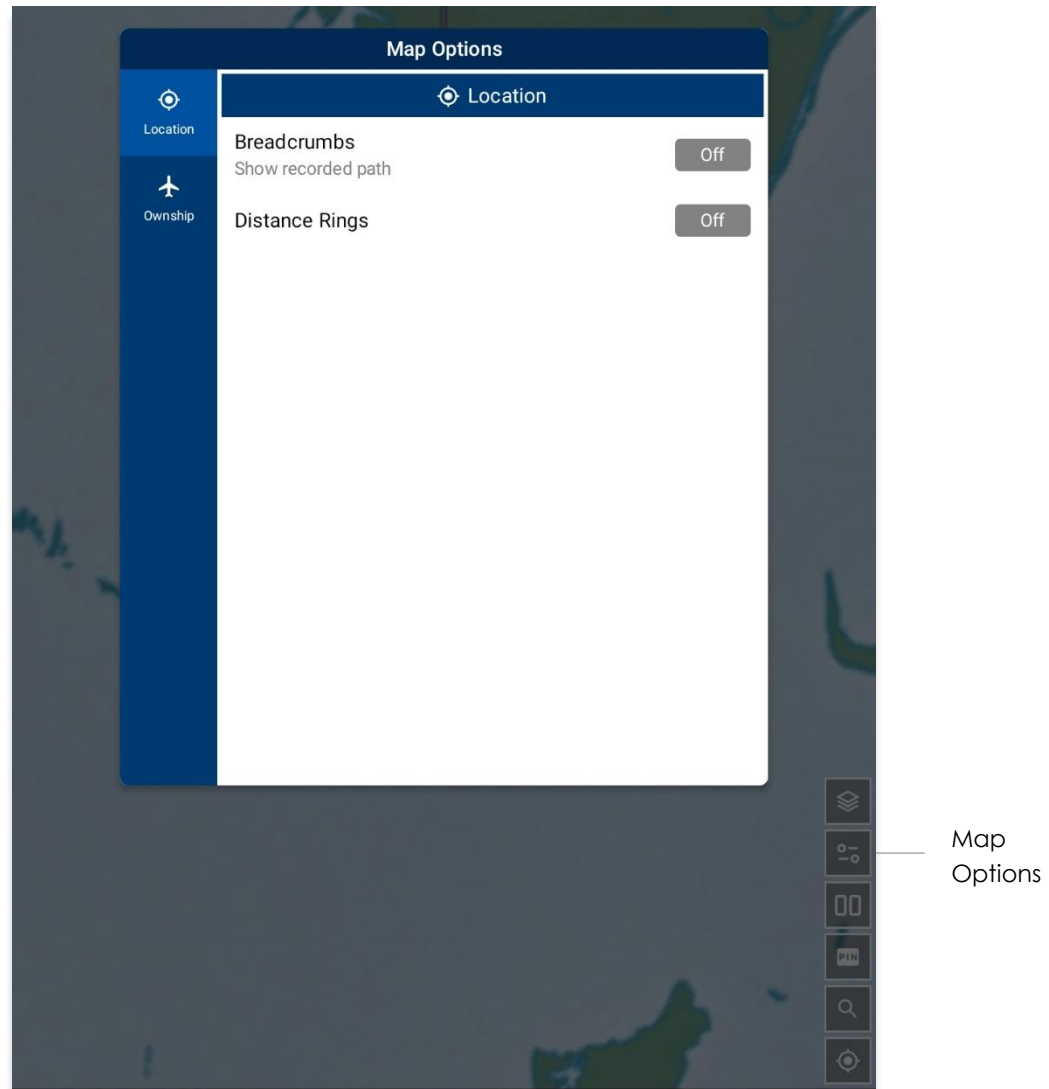 Map Options
Location
Location
Ownship
Breadcrumbs
Show recorded path
Off
Distance Rings
Off
PIN
Map
Options